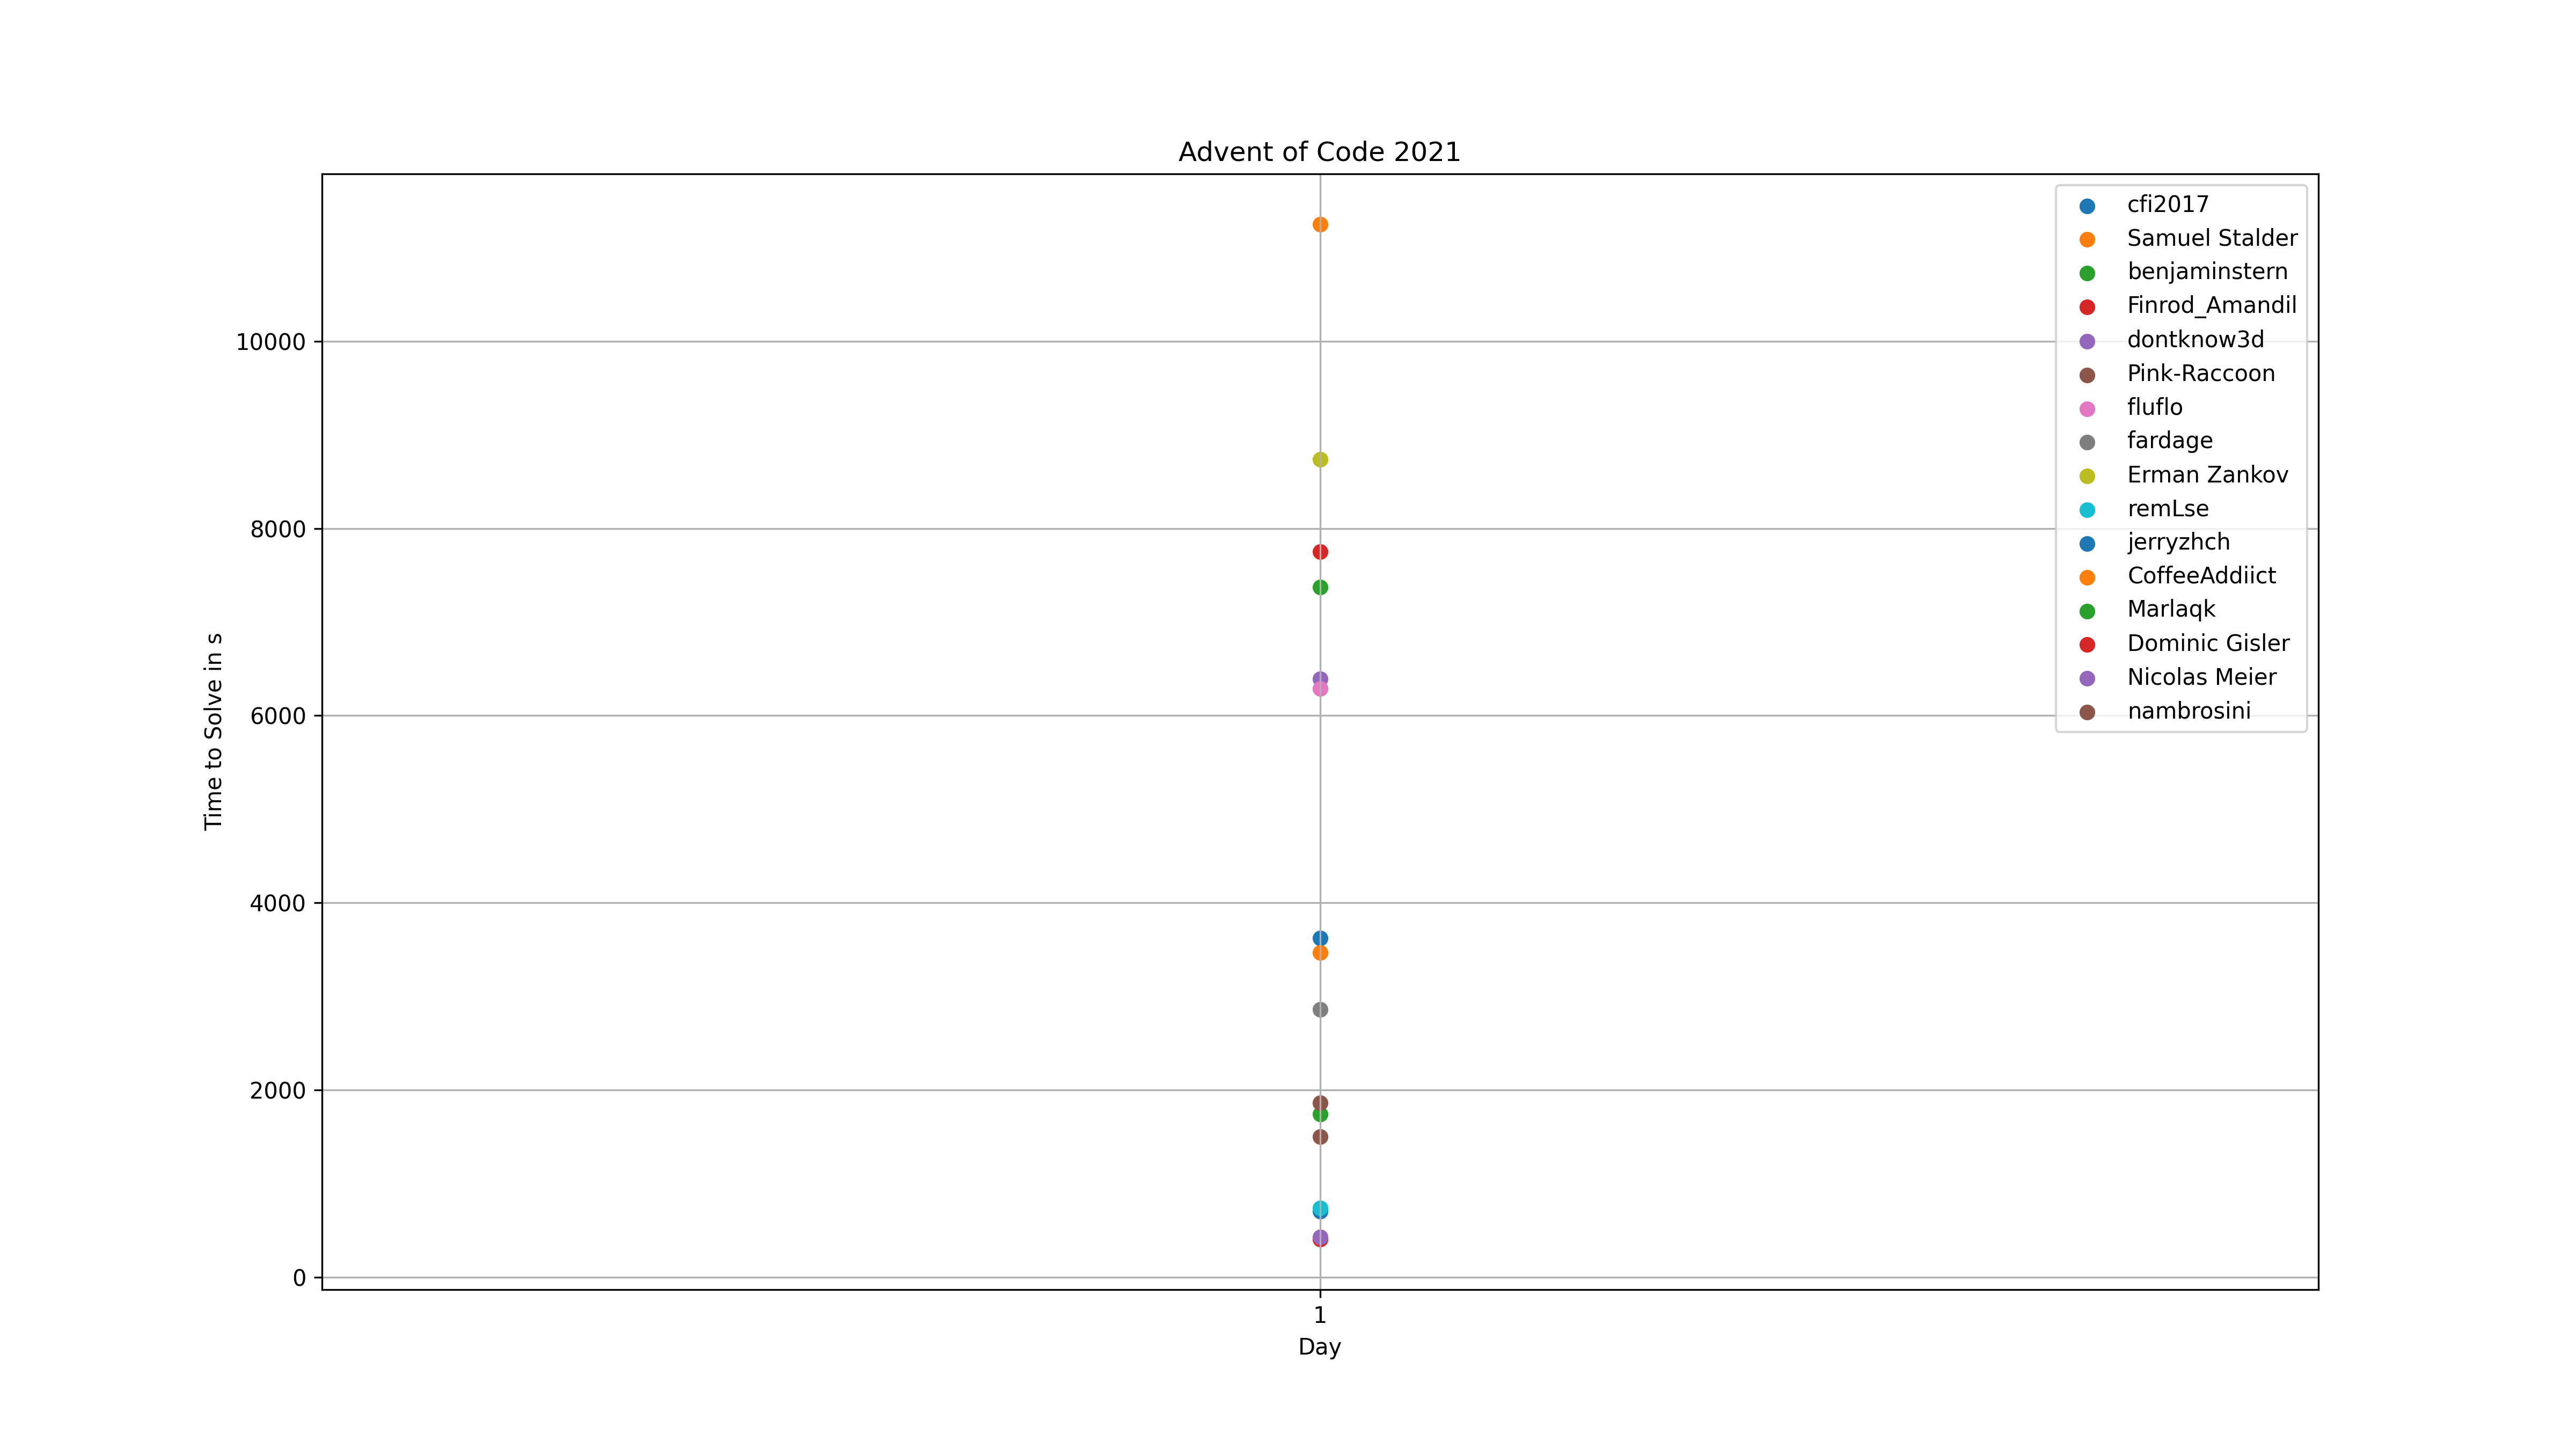 Advent of Code 2021
cfi2017
Samuel Stalder
benjaminstern
Finrod_Amandil
dontknow3d
Pink-Raccoon
fluflo
fardage
Erman Zankov
remLse
jerryzhch
CoffeeAddiict
Marlaqk
Dominic Gisler
Nicolas Meier
nambrosini
Time to Solve in s
10000
8000
6000
4000
2000
0
1
Day